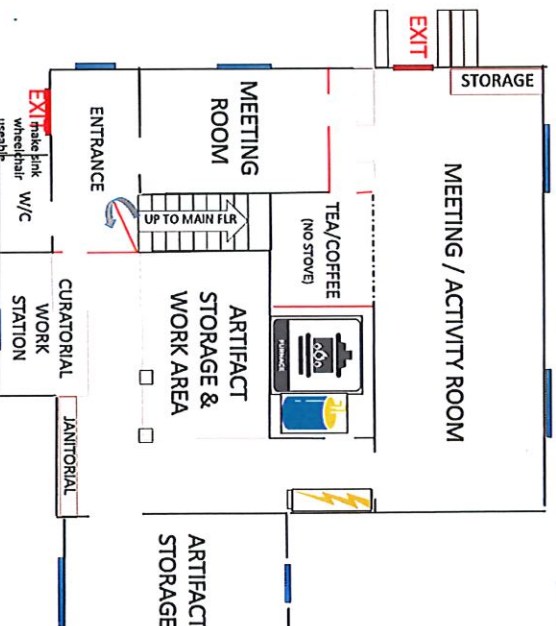 EXIT
STORAGE
MEETING / ACTIVITY ROOM
MEETING
ROOM
ENTRANCE
EXIT
make sink
wheelchair
useable
W/C
UP TO MAIN FLR
TEA/COFFEE
(NO STOVE)
FURNACE
ARTIFACT
STORAGE &
WORK AREA
CURATORIAL
WORK
STATION
JANITORIAL
ARTIFACT
STORAGE